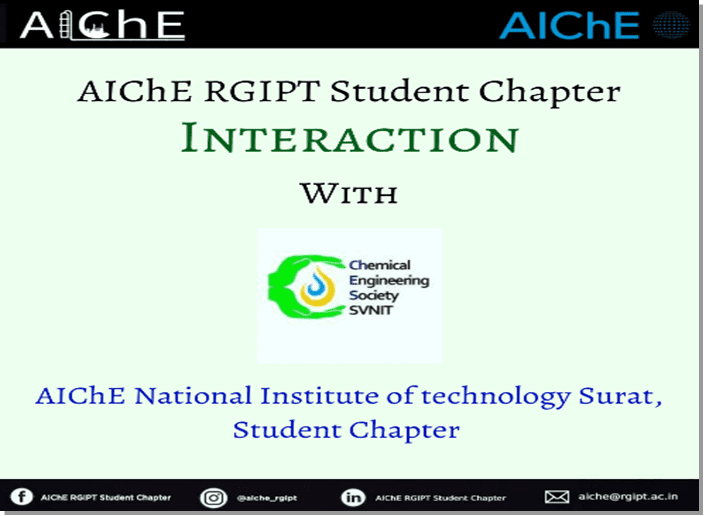 AIChE AIChE
AIChE RGIPT Student Chapter
INTERACTION
WITH
Chemical
Engineering
Society
SVNIT
AIChE National Institute of technology Surat,
Student Chapter
AIChE RGIPT Student Chapter @aiche_rgipt AIChE RGIPT Student Chapter aiche@rgipt.ac.in